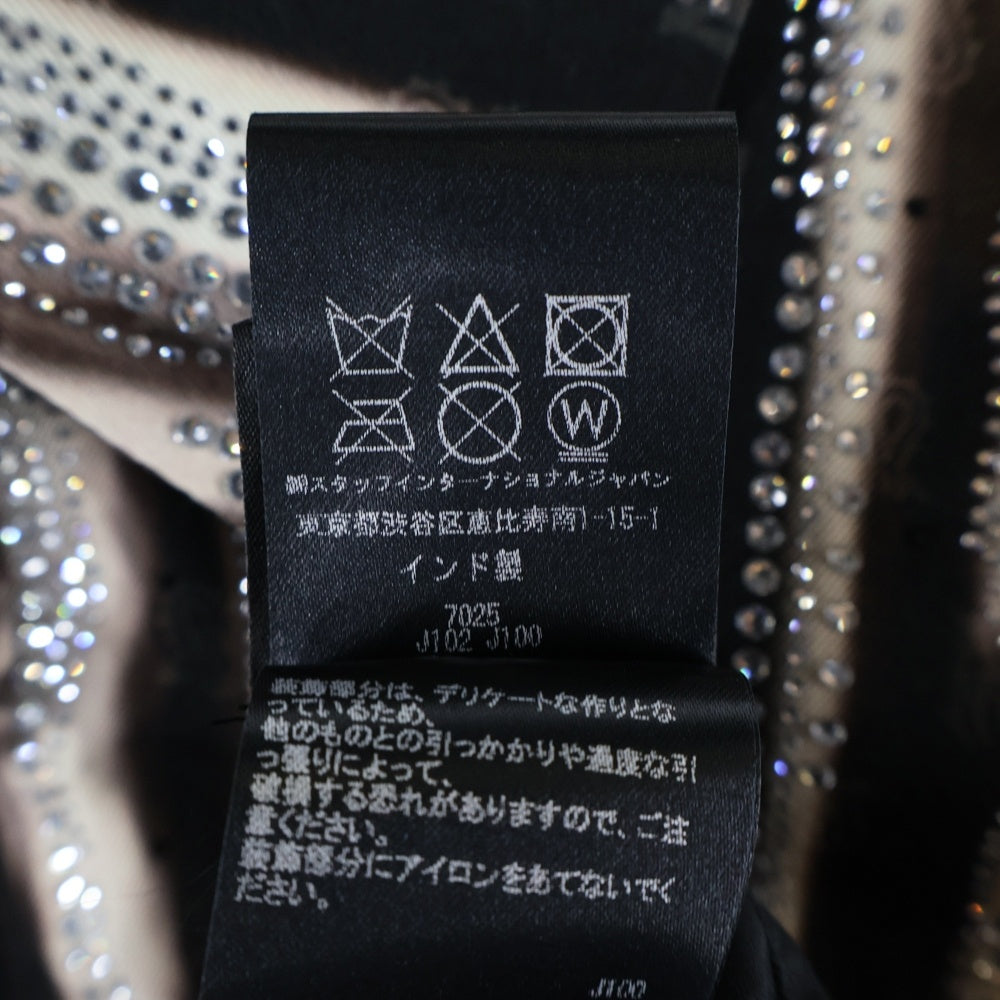 W
㈱スタッフインターナショナルジャパン
東京都渋谷区恵比寿南1-15-1
インド製
7025
J102 J100
装飾部分は、デリケートな作りとな
っているため、
他のものとの引っかかりや過度な引
っ張りによって、
破損する恐れがありますので、ご注
意ください。
装飾部分にアイロンをあてないでく
ださい。
J100